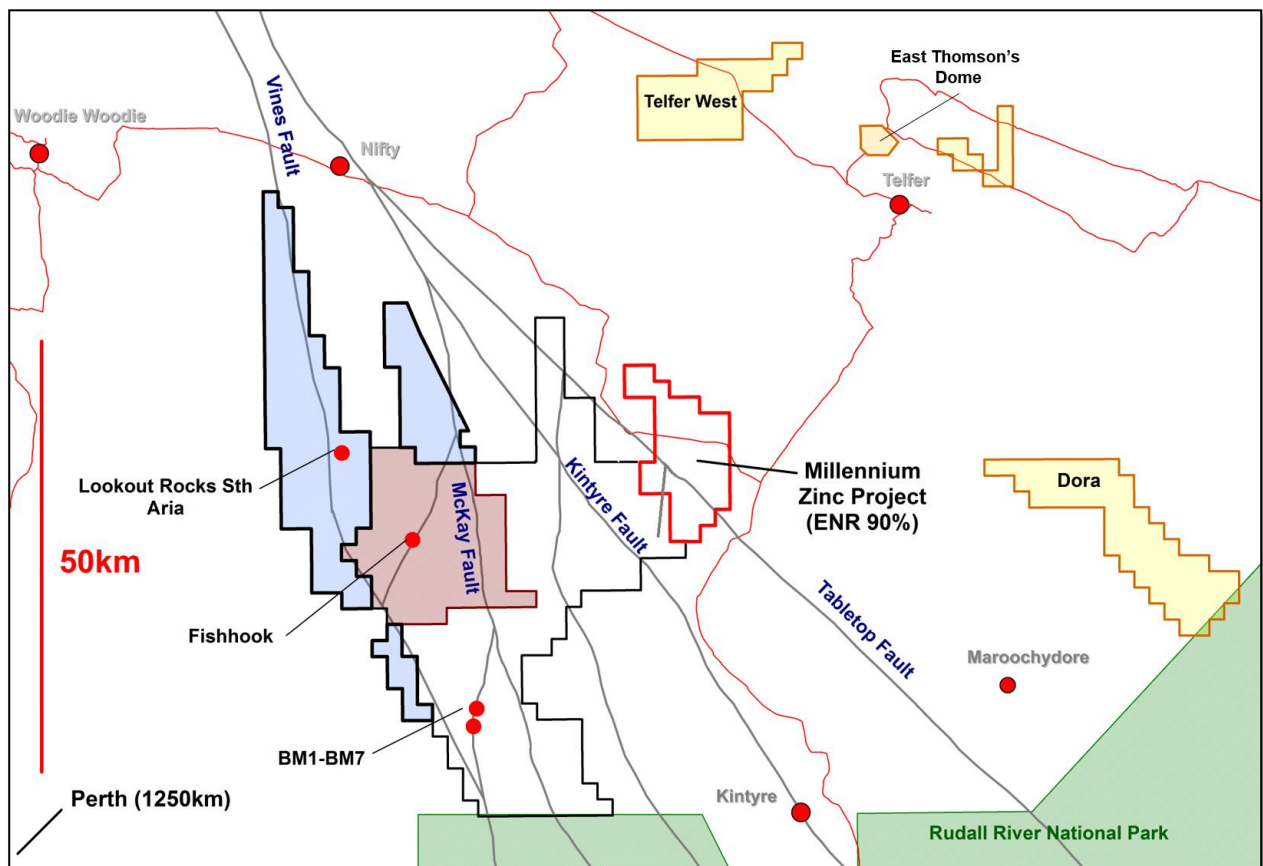 East Thomson's
Dome
Telfer West
Woodie Woodie
Vines Fault
Nifty
Telfer
Lookout Rocks Sth
Aria
McKay Fault
Kintyre Fault
Millennium
Zinc Project
(ENR 90%)
Dora
50km
Fishhook
Tabletop Fault
Maroochydore
BM1-BM7
Perth (1250km)
Kintyre
Rudall River National Park